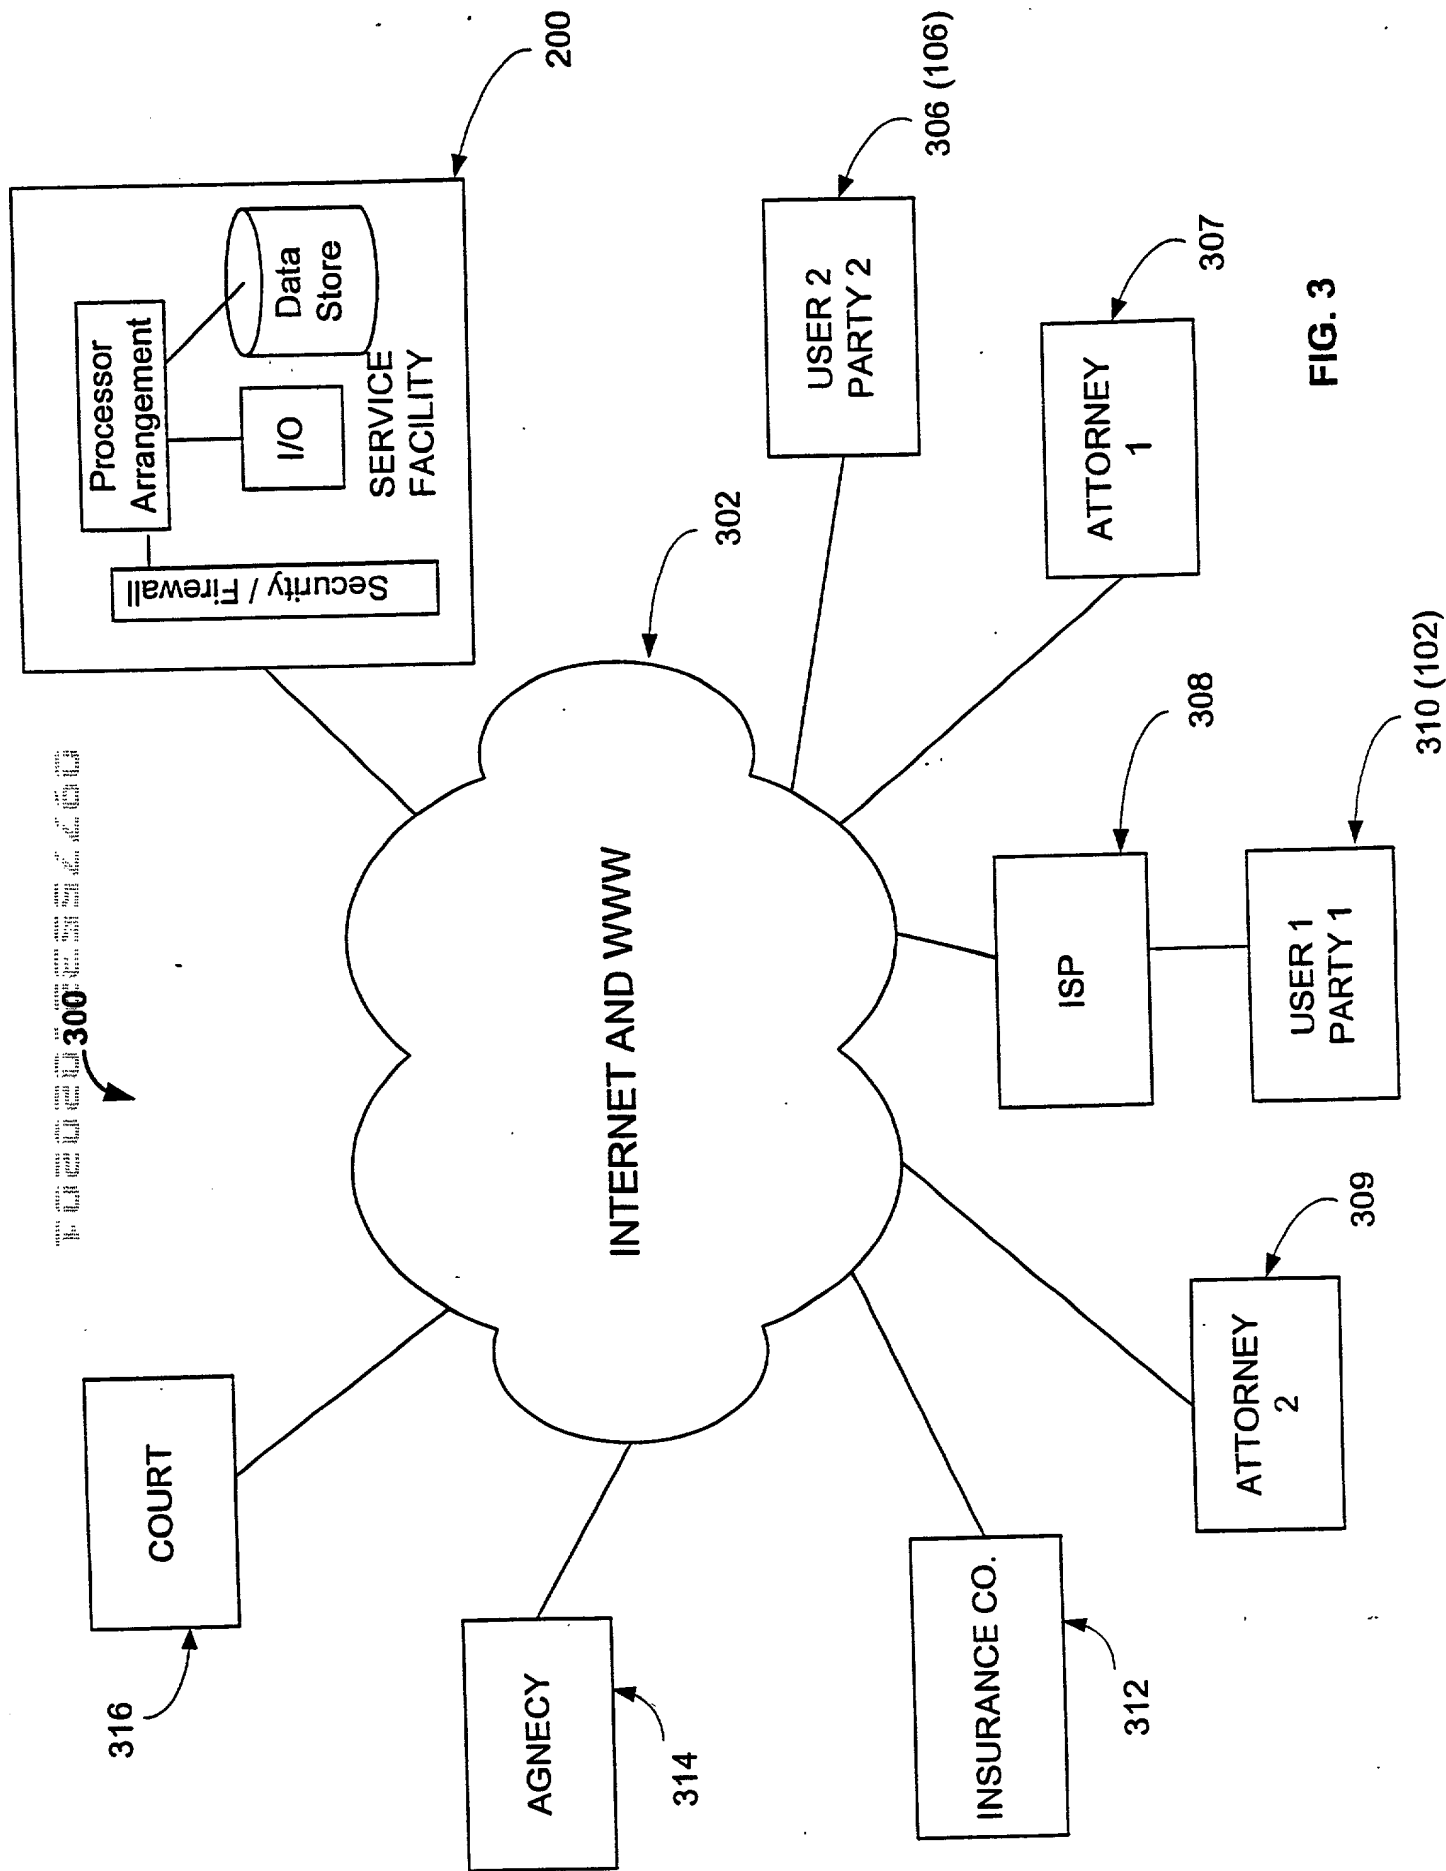 300
COURT
316
AGNECY
314
INSURANCE CO.
312
ATTORNEY
2
309
INTERNET AND WWW
302
ISP
308
USER 1
PARTY 1
310 (102)
ATTORNEY
1
307
USER 2
PARTY 2
306 (106)
Security / Firewall
Processor
Arrangement
I/O
Data
Store
SERVICE
FACILITY
200
FIG. 3